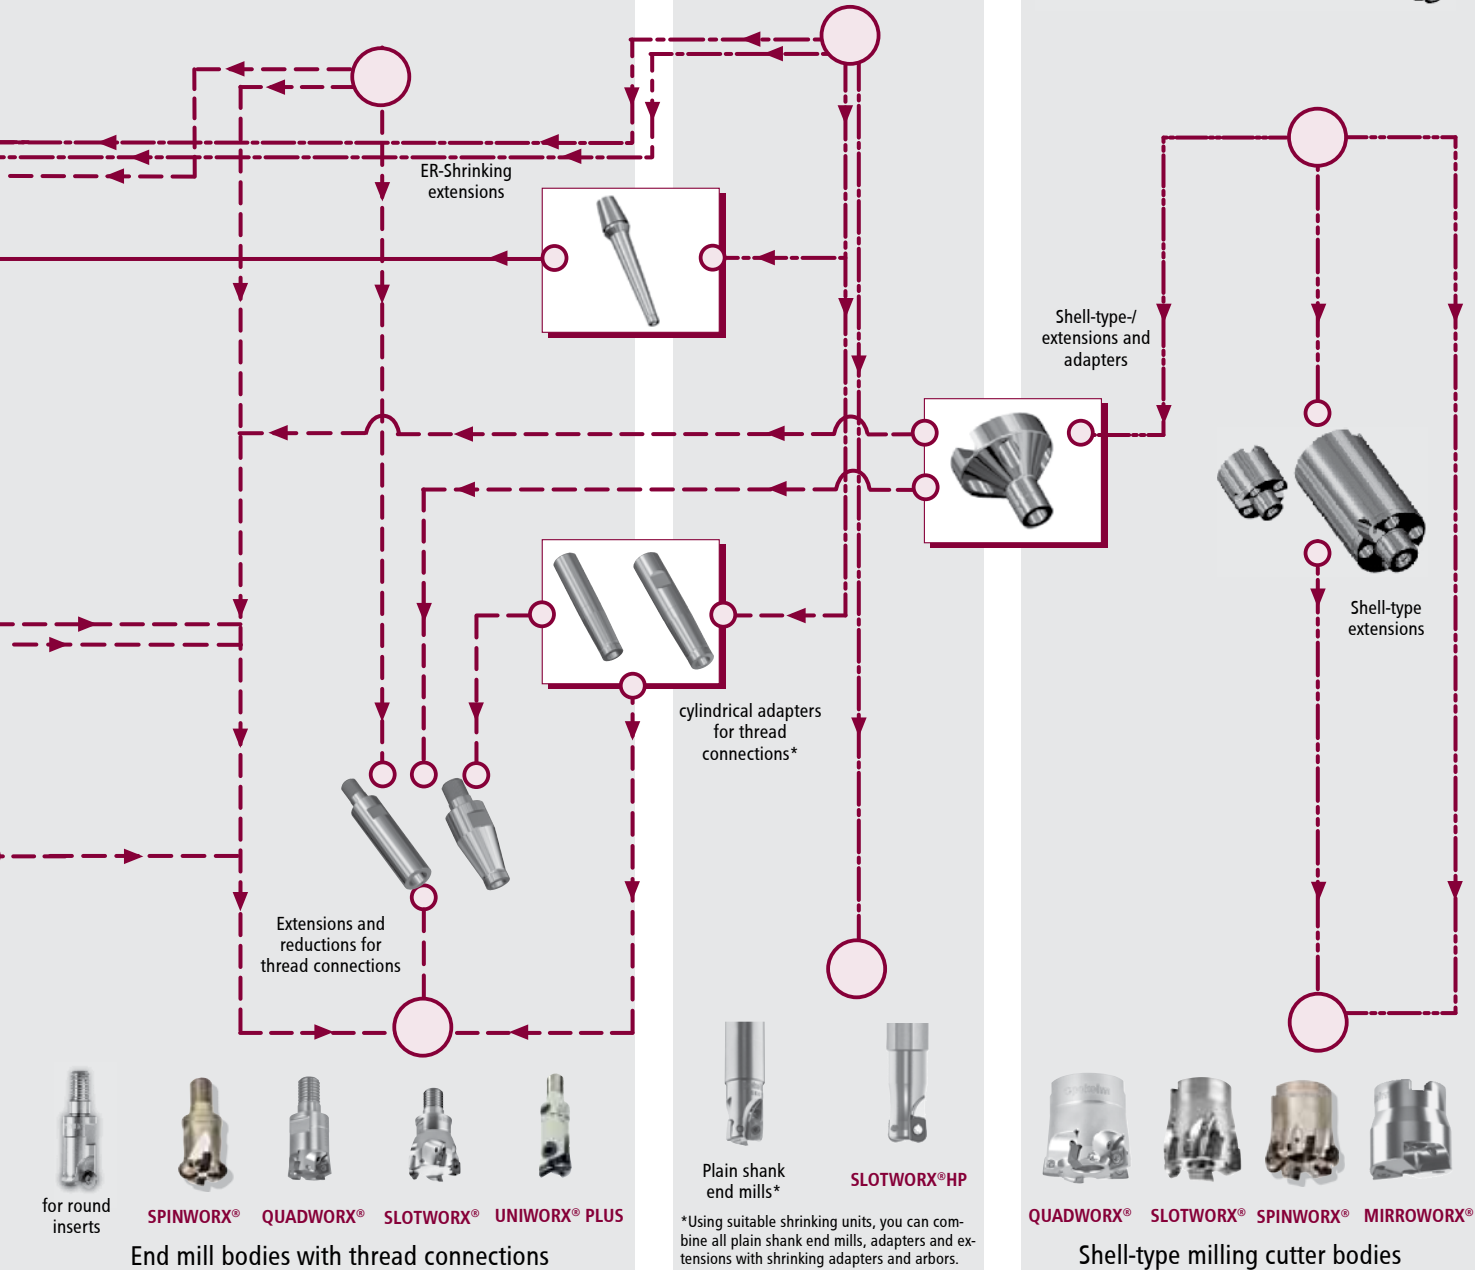 ER-Shrinking
extensions
Shell-type-/
extensions and
adapters
Shell-type
extensions
cylindrical adapters
for thread
connections*
Extensions and
reductions for
thread connections
for round
inserts
SPINWORX®
QUADWORX®
SLOTWORX®
UNIWORX® PLUS
End mill bodies with thread connections
Plain shank
end mills*
SLOTWORX®HP
*Using suitable shrinking units, you can com-
bine all plain shank end mills, adapters and ex-
tensions with shrinking adapters and arbors.
QUADWORX®
SLOTWORX®
SPINWORX®
MIRROWORX®
Shell-type milling cutter bodies